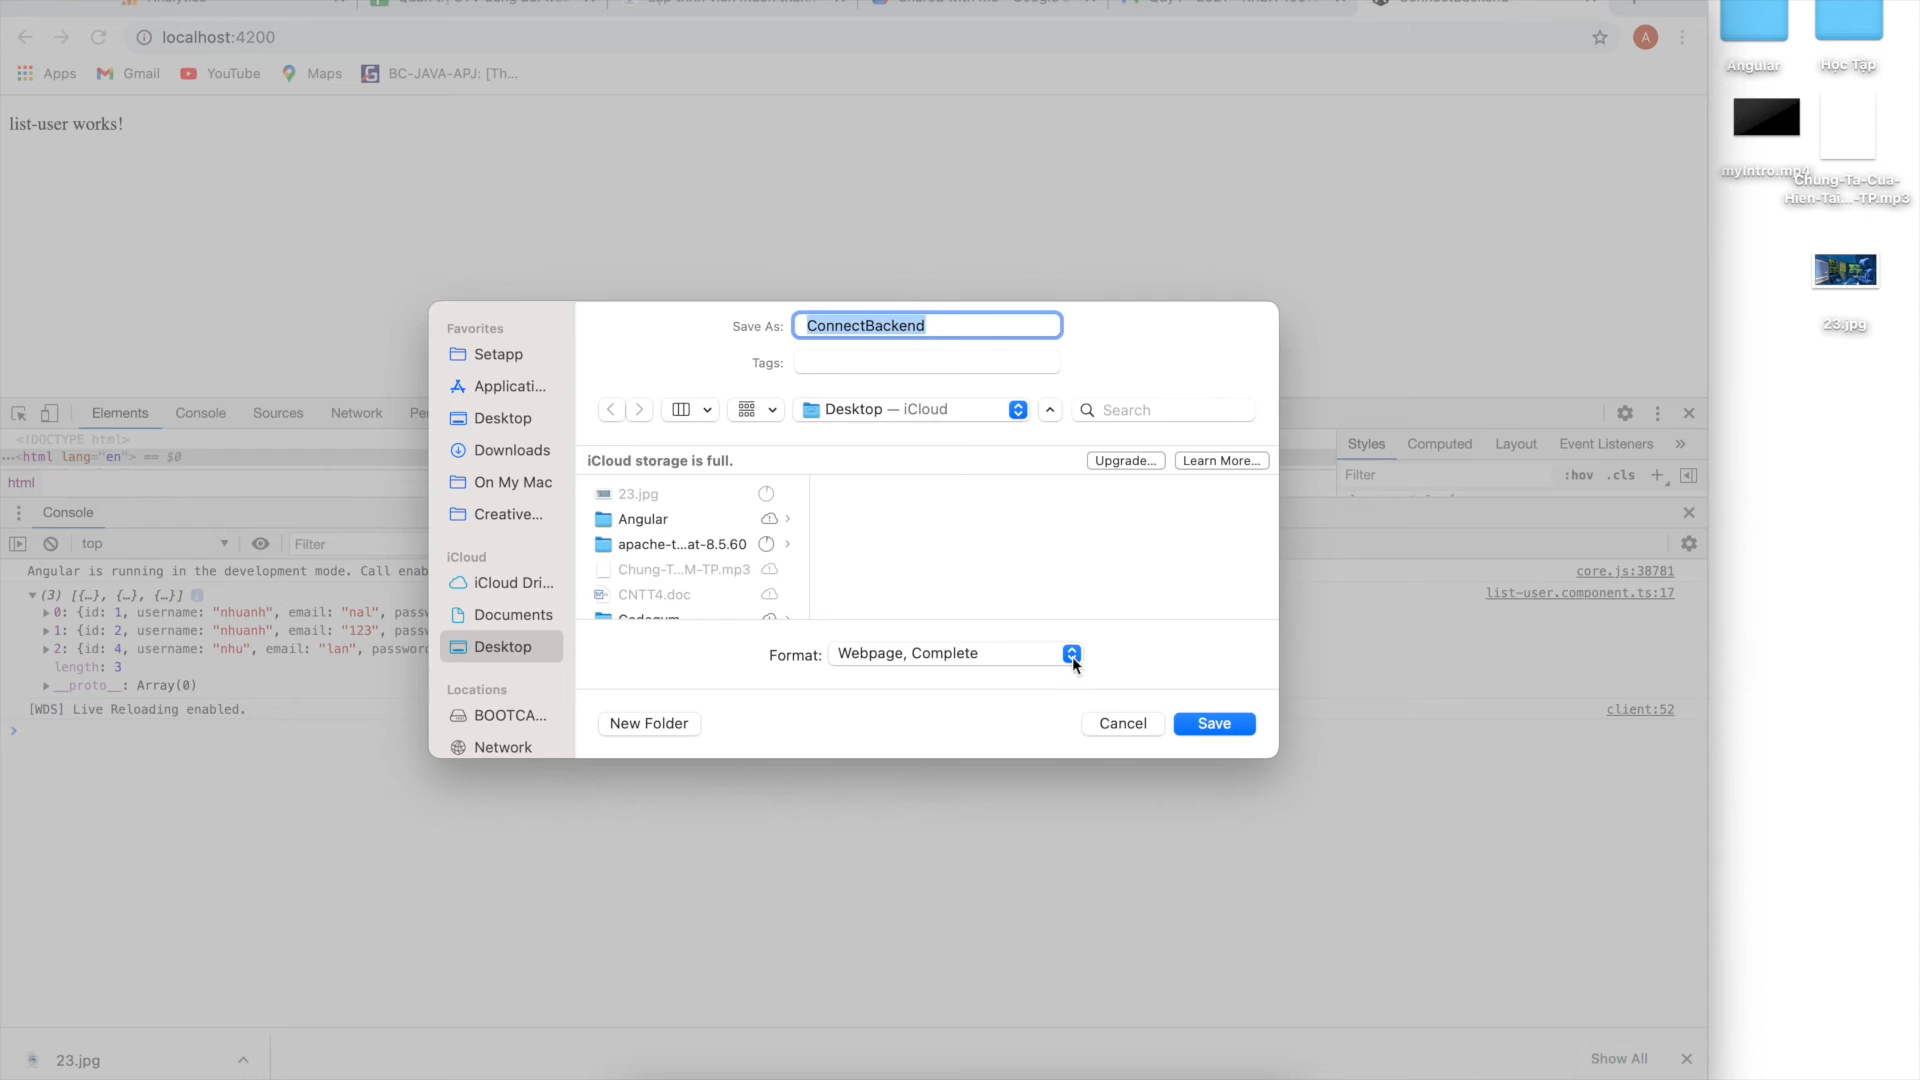 localhost:4200
A
Apps
Gmail
YouTube
Maps
BC-JAVA-APJ: [Th...
list-user works!
Angular
Học Tập
myIntro.mp4
Chung-Ta-Cua-
Hien-Tai...-TP.mp3
23.jpg
Favorites
Setapp
Applicati...
Desktop
Downloads
On My Mac
Creative...
iCloud
iCloud Dri...
Documents
Desktop
Locations
BOOTCA...
Network
Save As:
ConnectBackend
Tags:
Desktop — iCloud
Search
iCloud storage is full.
Upgrade...
Learn More...
23.jpg
Angular
apache-t...at-8.5.60
Chung-T...M-TP.mp3
CNTT4.doc
Format:
Webpage, Complete
New Folder
Cancel
Save
Elements
Console
Sources
Network
<!DOCTYPE html>
...<html lang="en"> == $0
html
Styles
Computed
Layout
Event Listeners
»
Filter
:hov
.cls
Console
top
Filter
Angular is running in the development mode. Call enab
core.js:38781
(3) [{…}, {…}, {…}]
list-user.component.ts:17
0: {id: 1, username: "nhuanh", email: "nal", passw
1: {id: 2, username: "nhuanh", email: "123", passw
2: {id: 4, username: "nhu", email: "lan", password
length: 3
__proto__: Array(0)
[WDS] Live Reloading enabled.
client:52
23.jpg
Show All